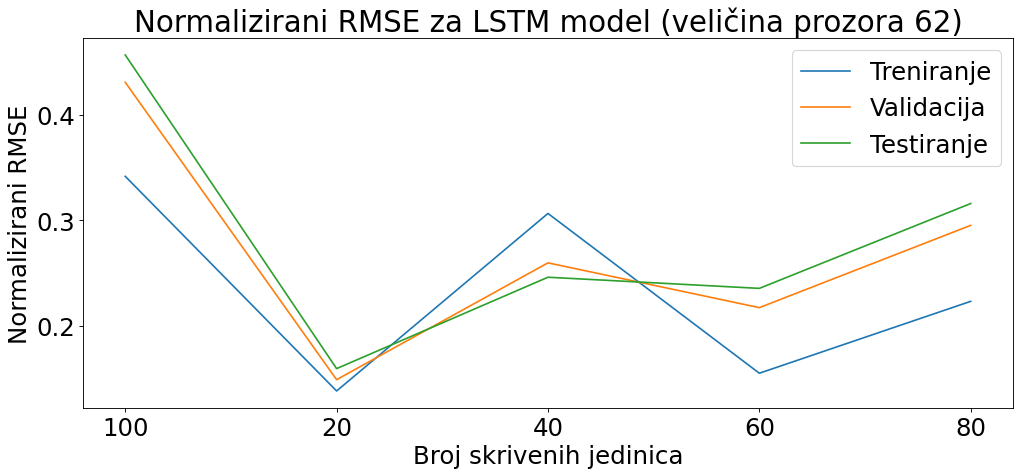 Normalizirani RMSE za LSTM model (veličina prozora 62)
Treniranje
Validacija
Testiranje
Normalizirani RMSE
0.4
0.3
0.2
100 20 40 60 80
Broj skrivenih jedinica